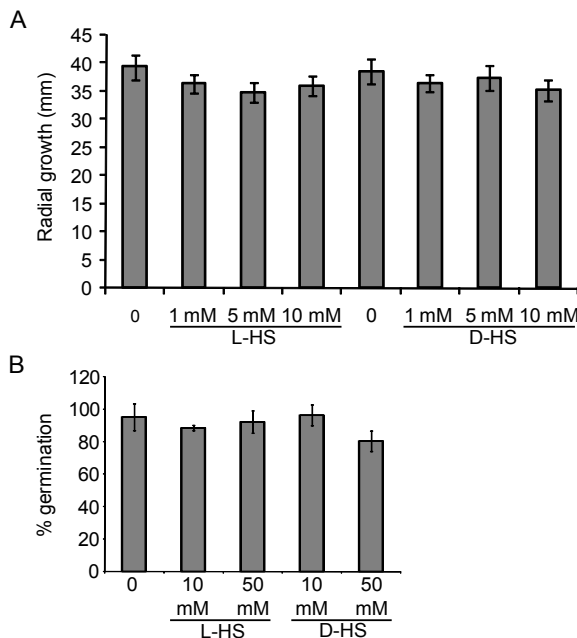 A
Radial growth (mm)
45
40
35
30
25
20
15
10
5
0
0 1 mM 5 mM 10 mM 0 1 mM 5 mM 10 mM
L-HS D-HS
B
% germination
120
100
80
60
40
20
0
0 10 50 10 50
mM mM mM mM
L-HS D-HS